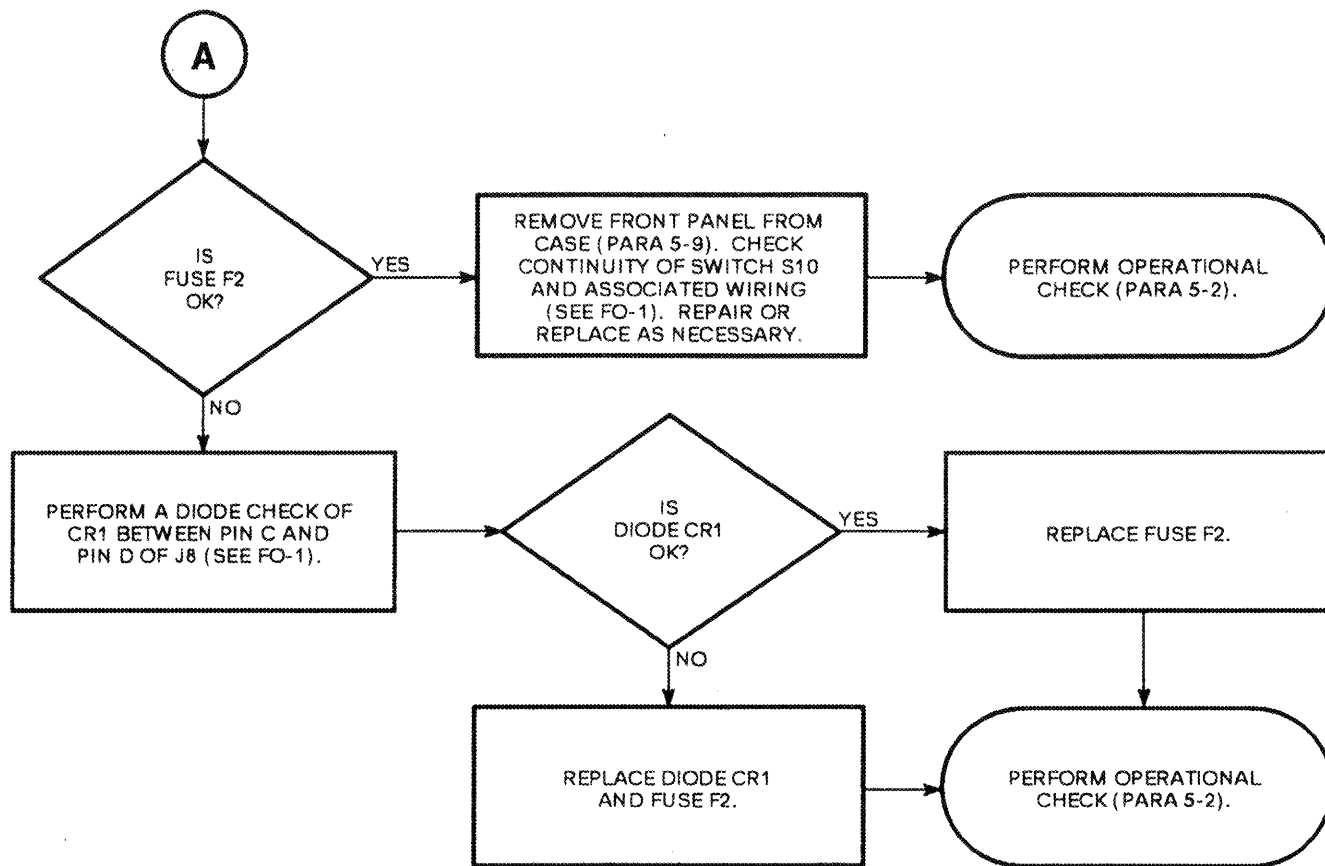 A
IS
FUSE F2
OK?
YES
REMOVE FRONT PANEL FROM
CASE (PARA 5-9). CHECK
CONTINUITY OF SWITCH S10
AND ASSOCIATED WIRING
(SEE FO-1). REPAIR OR
REPLACE AS NECESSARY.
PERFORM OPERATIONAL
CHECK (PARA 5-2).
NO
PERFORM A DIODE CHECK OF
CR1 BETWEEN PIN C AND
PIN D OF J8 (SEE FO-1).
IS
DIODE CR1
OK?
YES
REPLACE FUSE F2.
NO
REPLACE DIODE CR1
AND FUSE F2.
PERFORM OPERATIONAL
CHECK (PARA 5-2).